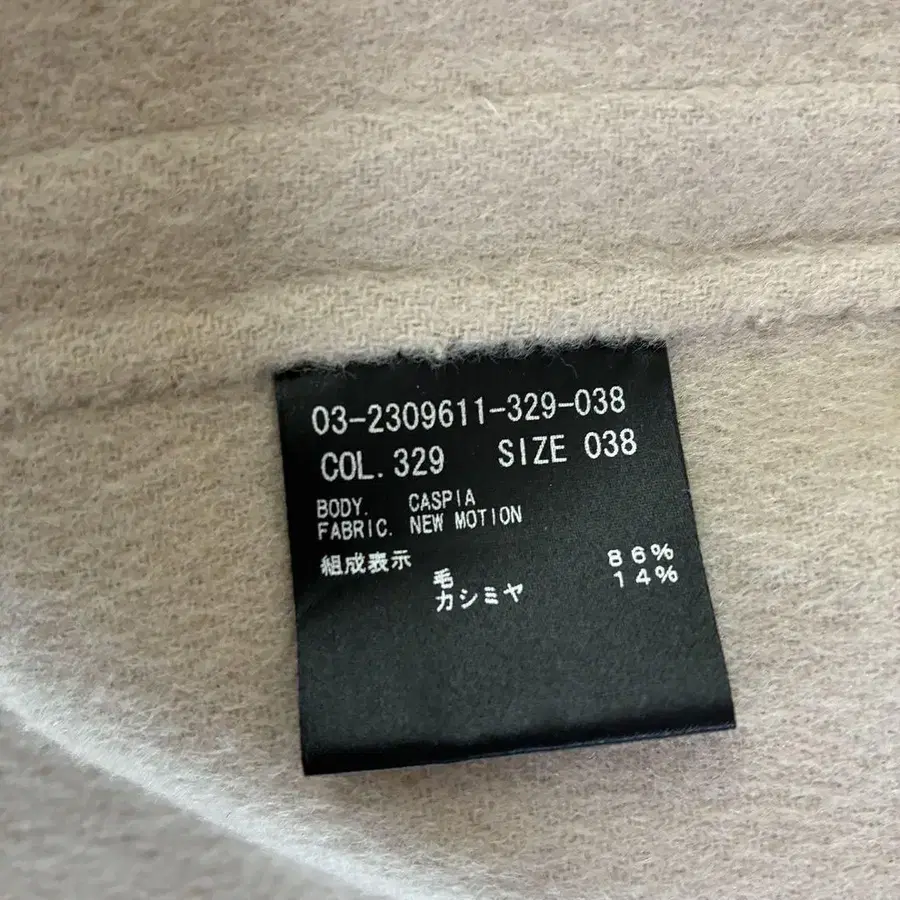 03-2309611-329-038
COL. 329 SIZE 038
BODY. CASPIA
FABRIC. NEW MOTION
組成表示
毛 86%
カシミヤ 14%